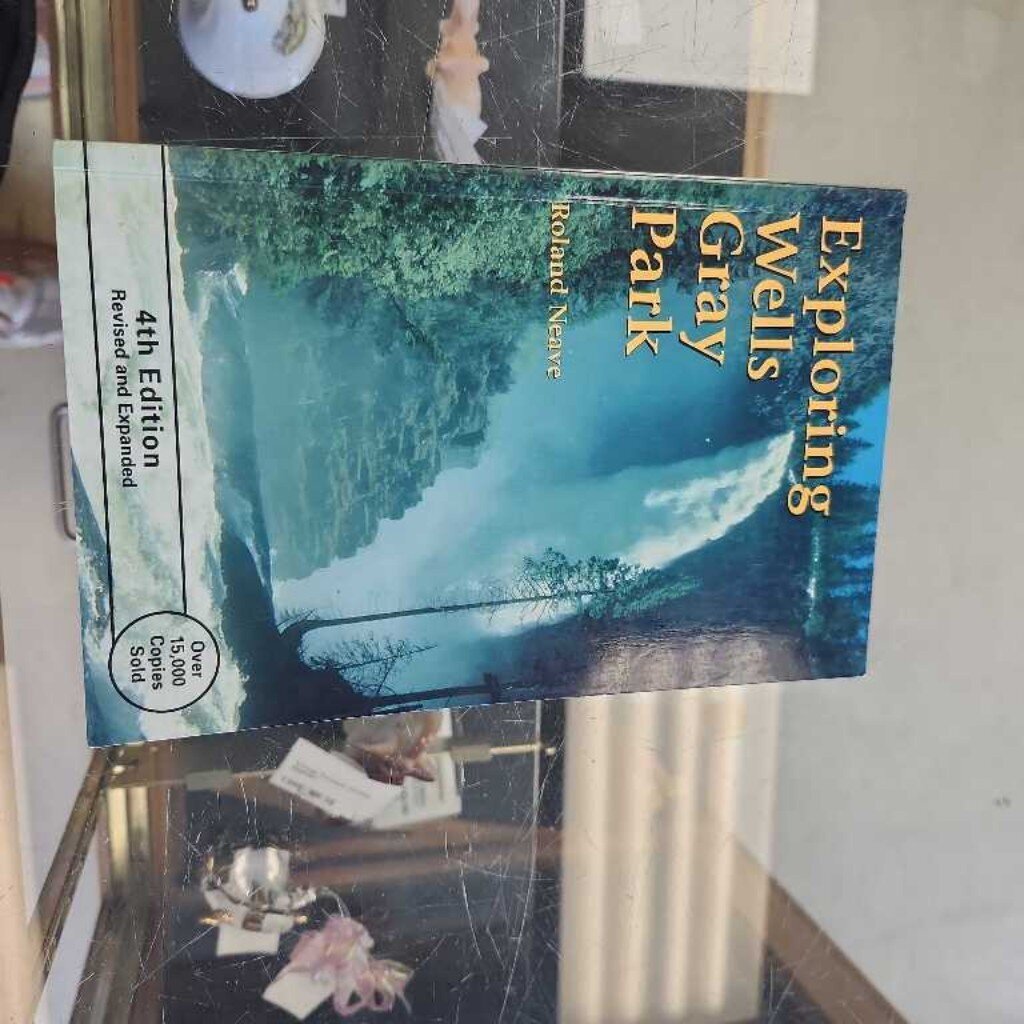 Exploring
Wells
Gray
Park
Roland Neave
4th Edition
Revised and Expanded
Over
15,000
Copies
Sold